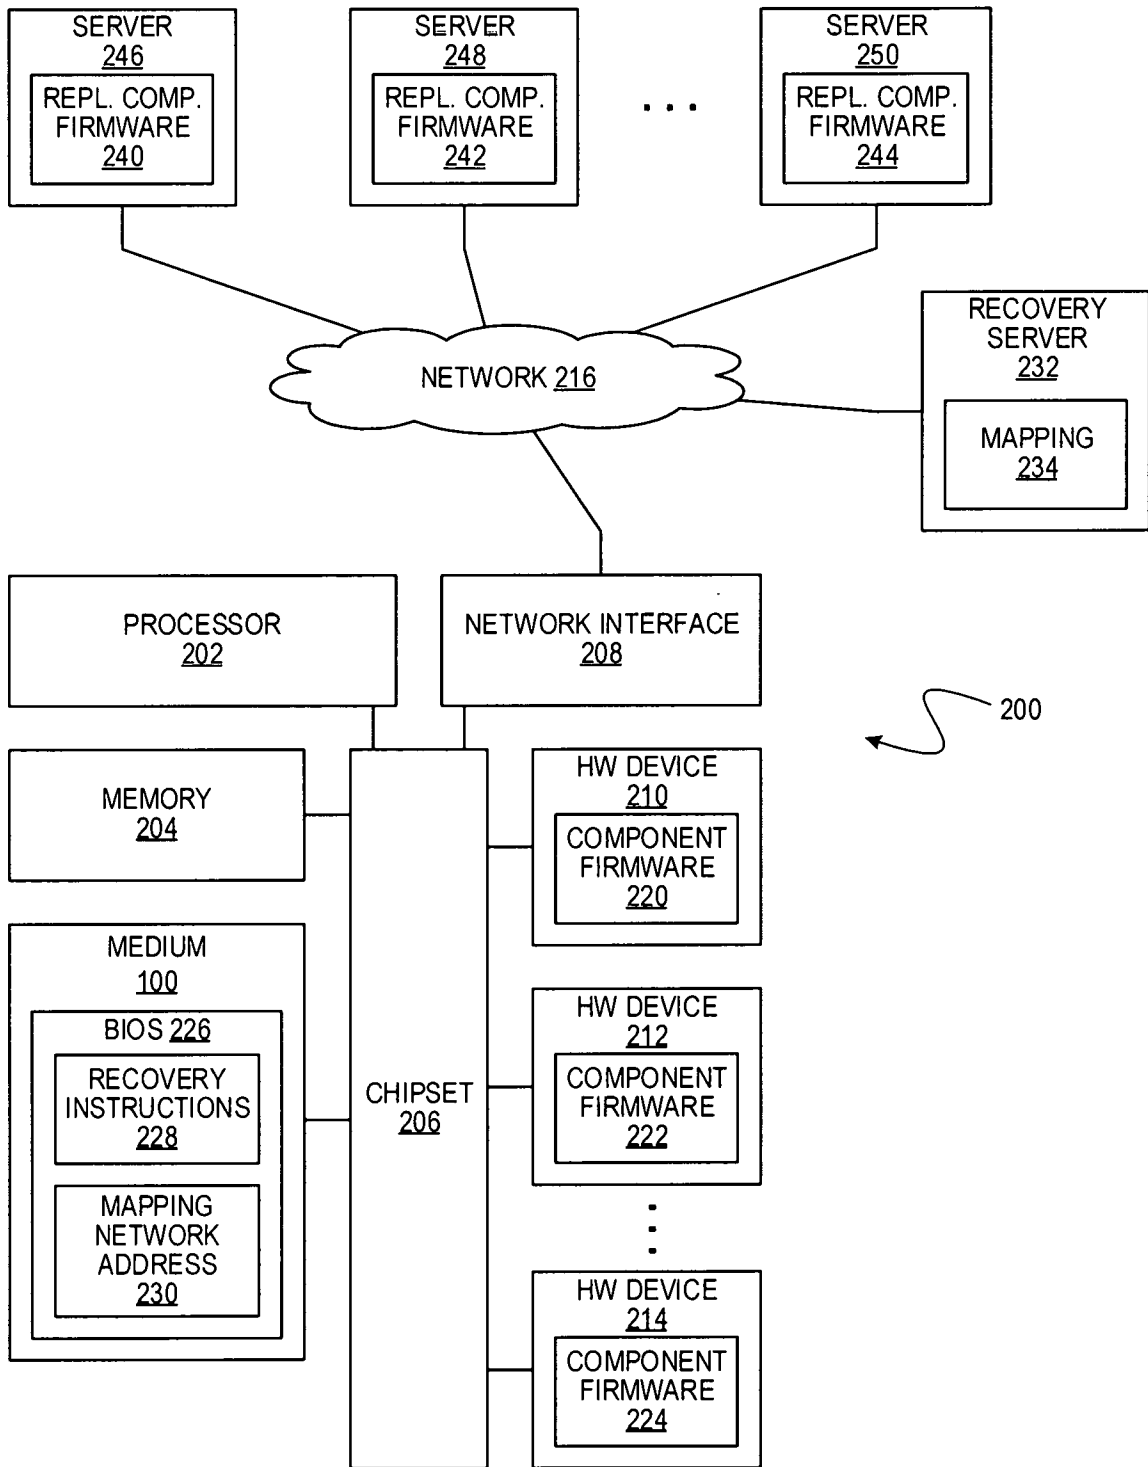 SERVER
246
REPL. COMP.
FIRMWARE
240
SERVER
248
REPL. COMP.
FIRMWARE
242
. . .
SERVER
250
REPL. COMP.
FIRMWARE
244
NETWORK 216
RECOVERY
SERVER
232
MAPPING
234
PROCESSOR
202
NETWORK INTERFACE
208
200
MEMORY
204
CHIPSET
206
HW DEVICE
210
COMPONENT
FIRMWARE
220
MEDIUM
100
BIOS 226
RECOVERY
INSTRUCTIONS
228
MAPPING
NETWORK
ADDRESS
230
HW DEVICE
212
COMPONENT
FIRMWARE
222
HW DEVICE
214
COMPONENT
FIRMWARE
224